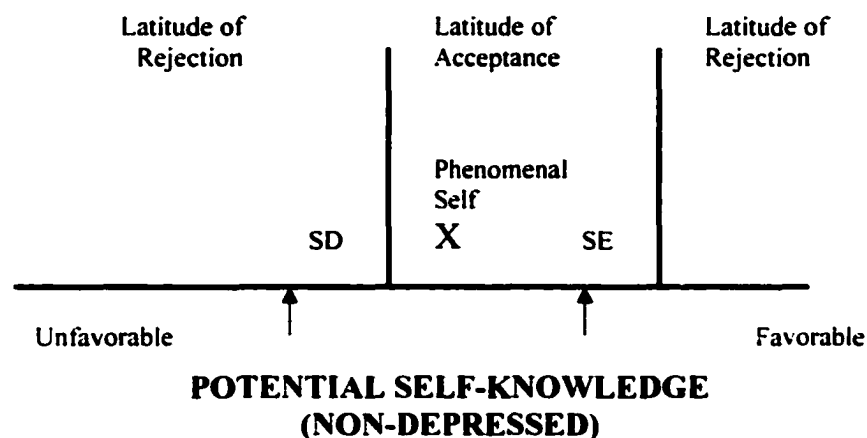 Latitude of
Rejection
Latitude of
Acceptance
Latitude of
Rejection
Phenomenal
Self
X
SD
SE
Unfavorable
Favorable
POTENTIAL SELF-KNOWLEDGE
(NON-DEPRESSED)